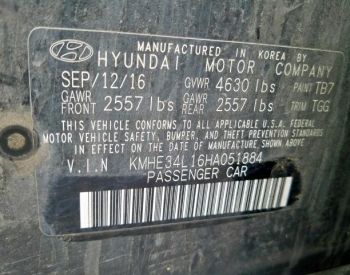 MANUFACTURED IN KOREA BY
HYUNDAI MOTOR COMPANY
SEP/12/16 GVWR 4630 lbs PAINT TB7
GAWR FRONT 2557 lbs GAWR REAR 2557 lbs TRIM TGG
THIS VEHICLE CONFORMS TO ALL APPLICABLE U.S.A. FEDERAL
MOTOR VEHICLE SAFETY, BUMPER, AND THEFT PREVENTION STANDARDS
IN EFFECT ON THE DATE OF MANUFACTURE SHOWN ABOVE.
V.I.N KMHE34L16HA051884
PASSENGER CAR